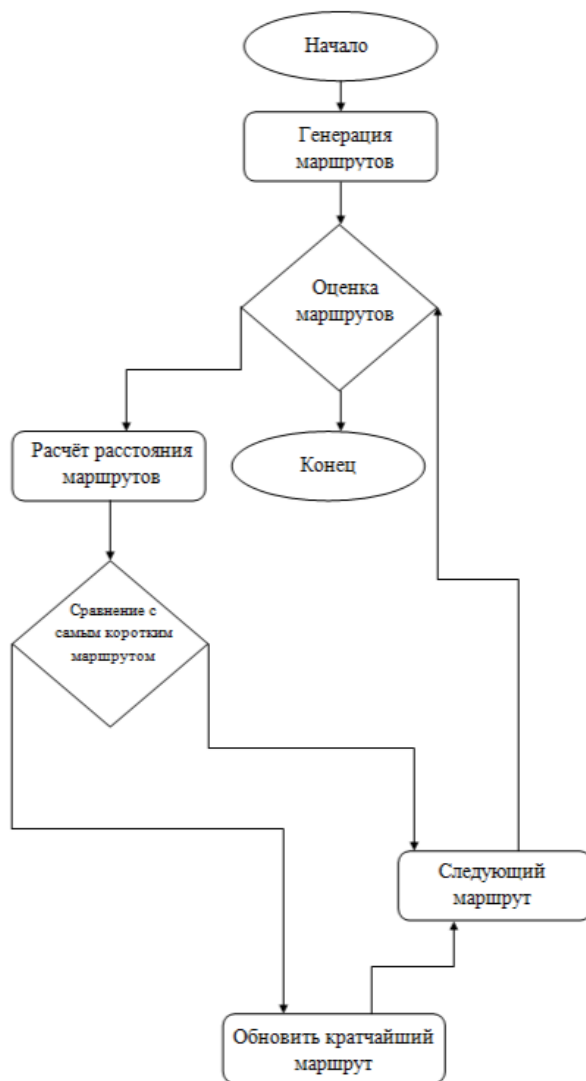 Начало
Генерация
маршрутов
Оценка
маршрутов
Расчёт расстояния
маршрутов
Конец
Сравнение с
самым коротким
маршрутом
Следующий
маршрут
Обновить кратчайший
маршрут